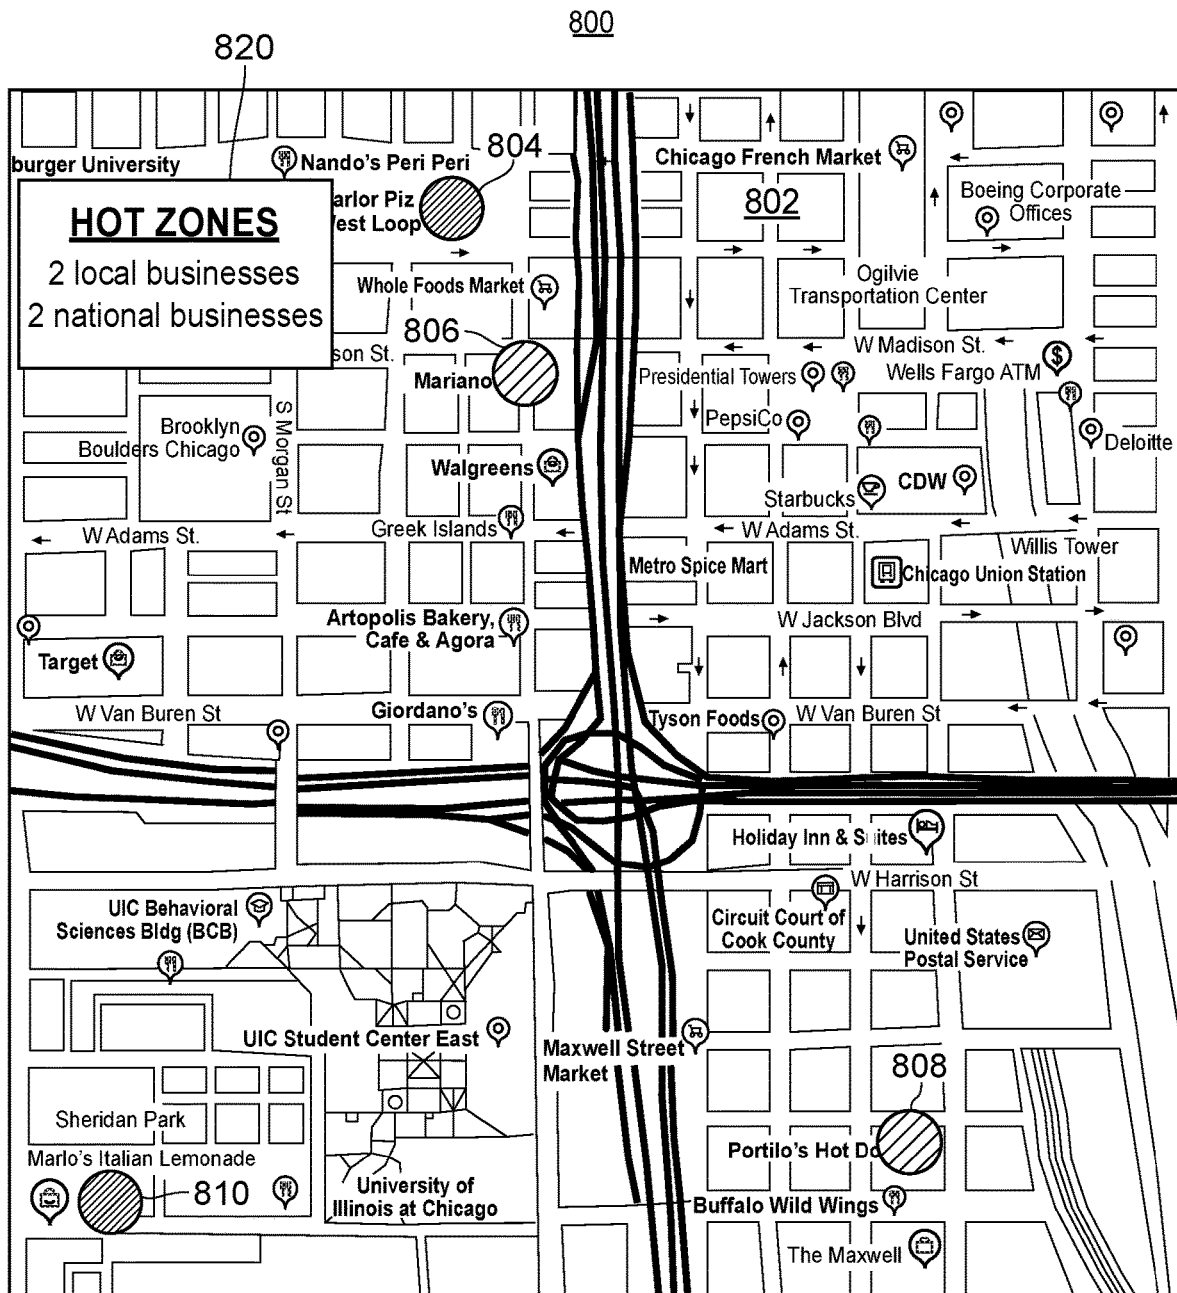 800
820
burger University
Nando's Peri Peri
804
Chicago French Market
802
Boeing Corporate
Offices
HOT ZONES
2 local businesses
2 national businesses
arlor Piz
West Loop
Whole Foods Market
Ogilvie
Transportation Center
806
son St.
W Madison St.
Mariano
Presidential Towers
Wells Fargo ATM
$
PepsiCo
Brooklyn
Boulders Chicago
S Morgan St
Deloitte
Walgreens
Starbucks
CDW
W Adams St.
Greek Islands
W Adams St.
Willis Tower
Metro Spice Mart
Chicago Union Station
Artopolis Bakery,
Cafe & Agora
W Jackson Blvd
Target
W Van Buren St
Giordano's
Tyson Foods
W Van Buren St
Holiday Inn & Suites
W Harrison St
UIC Behavioral
Sciences Bldg (BCB)
Circuit Court of
Cook County
United States
Postal Service
UIC Student Center East
Maxwell Street
Market
808
Sheridan Park
Portilo's Hot Do
Marlo's Italian Lemonade
810
University of
Illinois at Chicago
Buffalo Wild Wings
The Maxwell